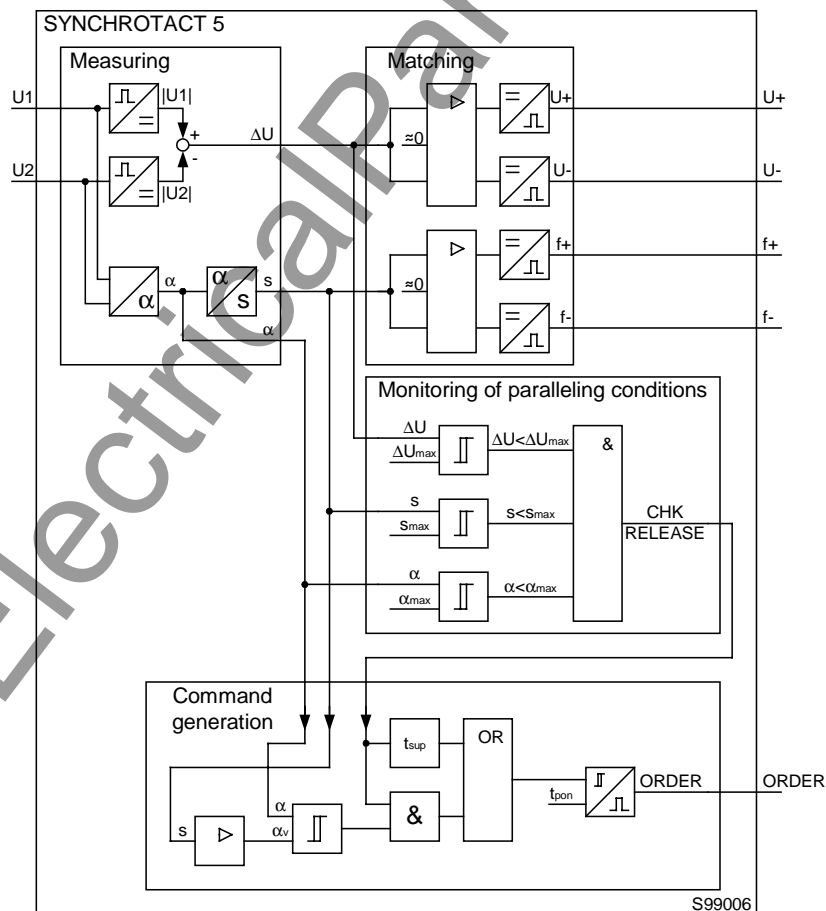 SYNCHROTACT 5
Measuring
Matching
U1
|U1|
U+
U+
+
ΔU
≈0
-
U2
|U2|
U-
U-
f+
f+
α
α
α
s
s
≈0
α
f-
f-
Monitoring of paralleling conditions
ΔU
ΔUmax
ΔU<ΔUmax
&
s
smax
s<smax
CHK
RELEASE
α
αmax
α<αmax
Command
generation
tsup
OR
tpon
ORDER
ORDER
α
s
αv
&
S99006
ElectricalPa